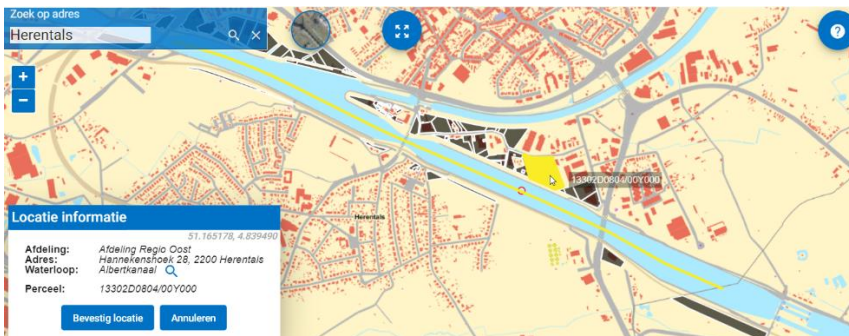 Zoek op adres
Herentals
+
−
?
13302D0804/00Y000
Herentals
Locatie informatie
51.165178, 4.839490
Afdeling: Afdeling Regio Oost
Adres: Hannekenshoek 28, 2200 Herentals
Waterloop: Albertkanaal
Perceel: 13302D0804/00Y000
Bevestig locatie Annuleren